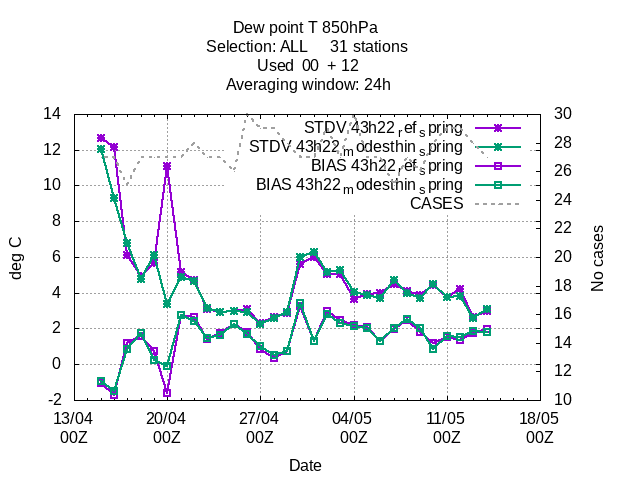 Dew point T 850hPa
Selection: ALL 31 stations
Used 00 + 12
Averaging window: 24h
STDV 43h22_ref_spring
STDV 43h22_modesthin_spring
BIAS 43h22_ref_spring
BIAS 43h22_modesthin_spring
CASES
14
12
10
8
6
4
2
0
-2
deg C
30
28
26
24
22
20
18
16
14
12
10
No cases
13/04 20/04 27/04 04/05 11/05 18/05
00Z 00Z 00Z 00Z 00Z 00Z
Date